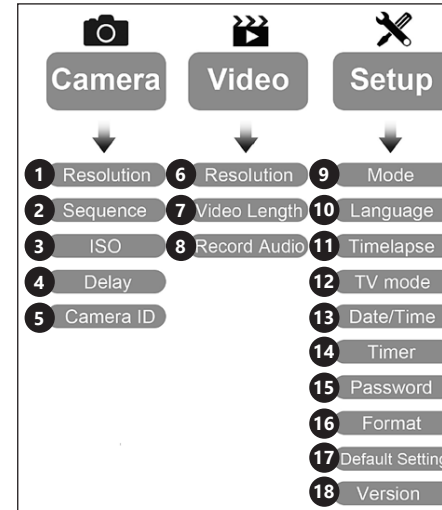 Camera
1 Resolution
2 Sequence
3 ISO
4 Delay
5 Camera ID
Video
6 Resolution
7 Video Length
8 Record Audio
Setup
9 Mode
10 Language
11 Timelapse
12 TV mode
13 Date/Time
14 Timer
15 Password
16 Format
17 Default Setting
18 Version